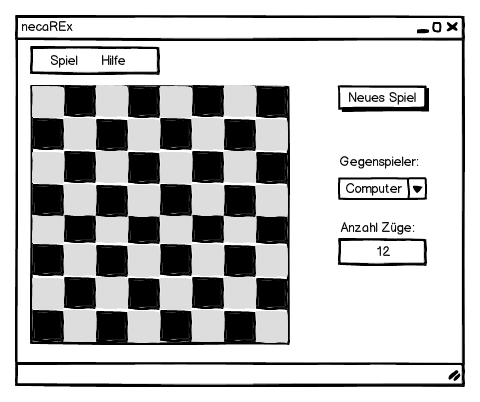 necaREx
Spiel Hilfe
Neues Spiel
Gegenspieler:
Computer
Anzahl Züge:
12